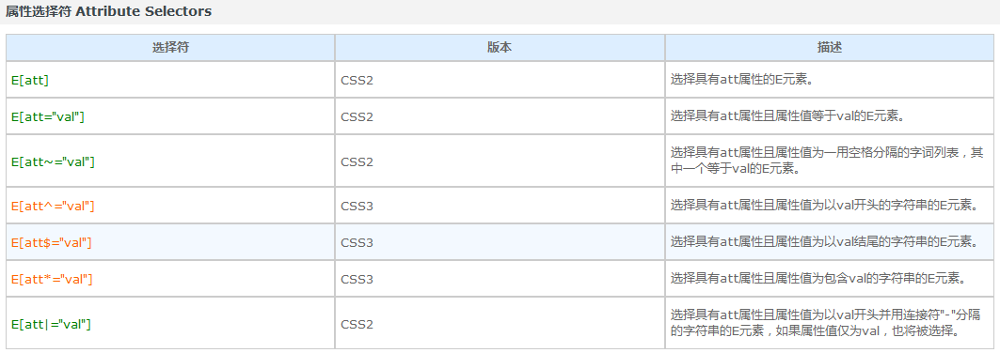 属性选择符 Attribute Selectors
选择符 版本 描述
E[att] CSS2 选择具有att属性的E元素。
E[att="val"] CSS2 选择具有att属性且属性值等于val的E元素。
E[att~="val"] CSS2 选择具有att属性且属性值为一用空格分隔的字词列表，其
中一个等于val的E元素。
E[att^="val"] CSS3 选择具有att属性且属性值为以val开头的字符串的E元素。
E[att$="val"] CSS3 选择具有att属性且属性值为以val结尾的字符串的E元素。
E[att*="val"] CSS3 选择具有att属性且属性值为包含val的字符串的E元素。
E[att|="val"] CSS2 选择具有att属性且属性值为以val开头并用连接符"-"分隔
的字符串的E元素，如果属性值仅为val，也将被选择。